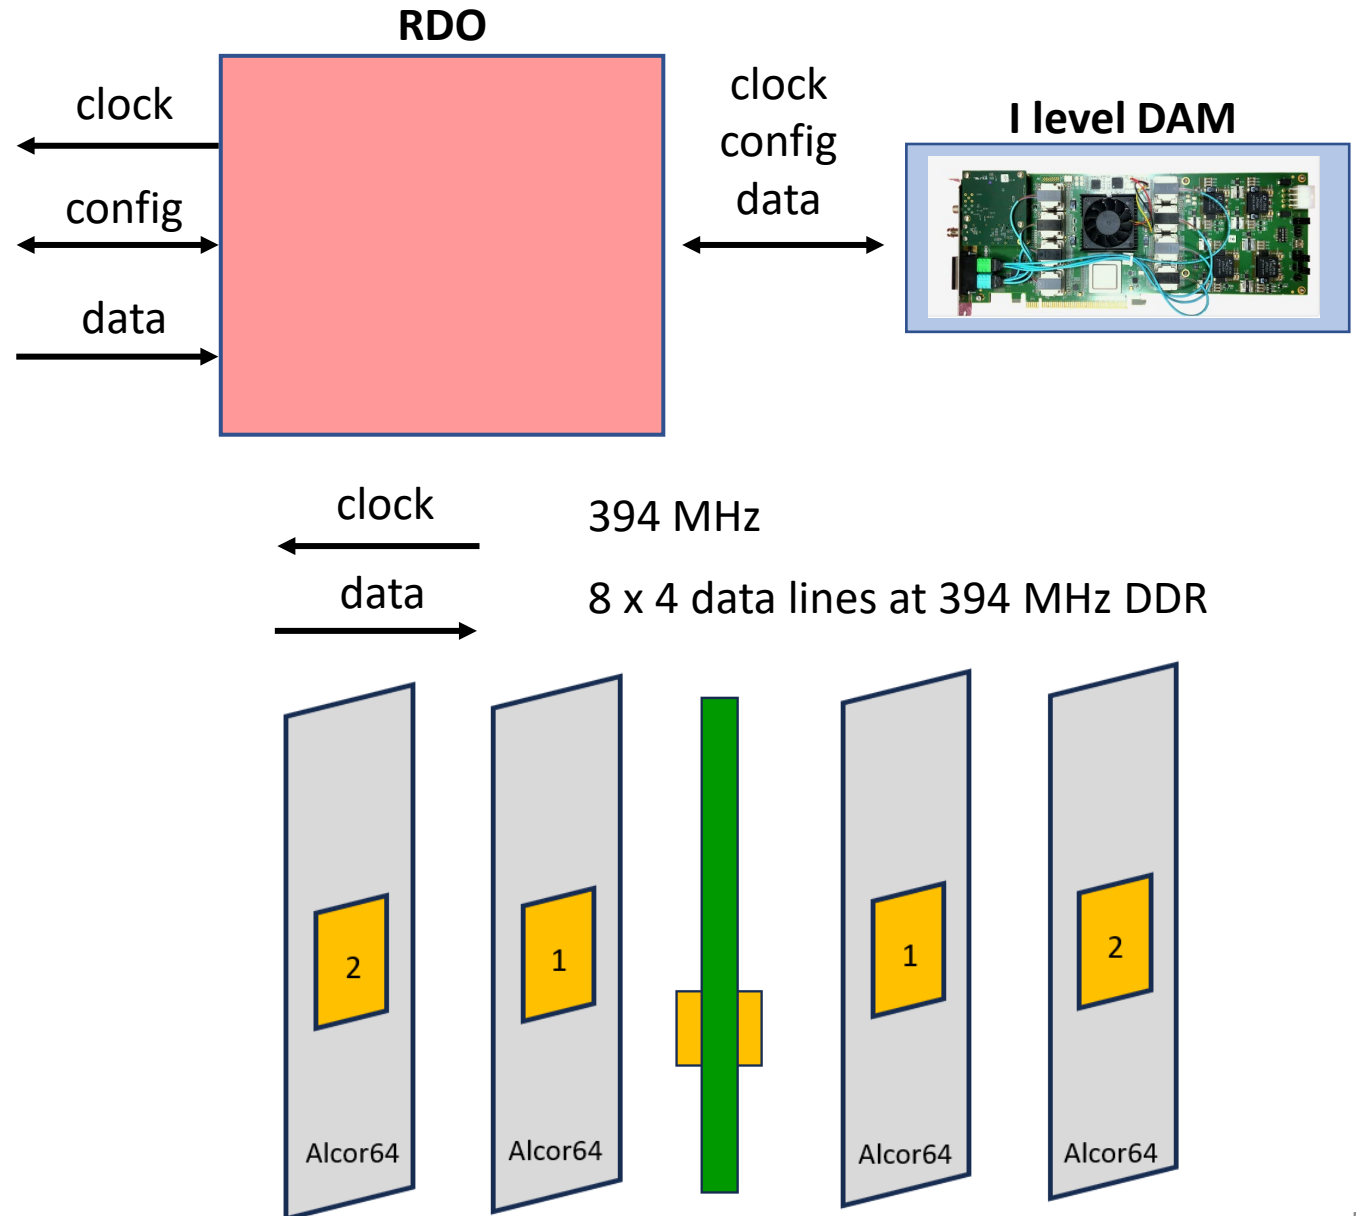 RDO
clock
config
data
clock
config
data
I level DAM
clock
394 MHz
data
8 x 4 data lines at 394 MHz DDR
2
1
1
2
Alcor64
Alcor64
Alcor64
Alcor64